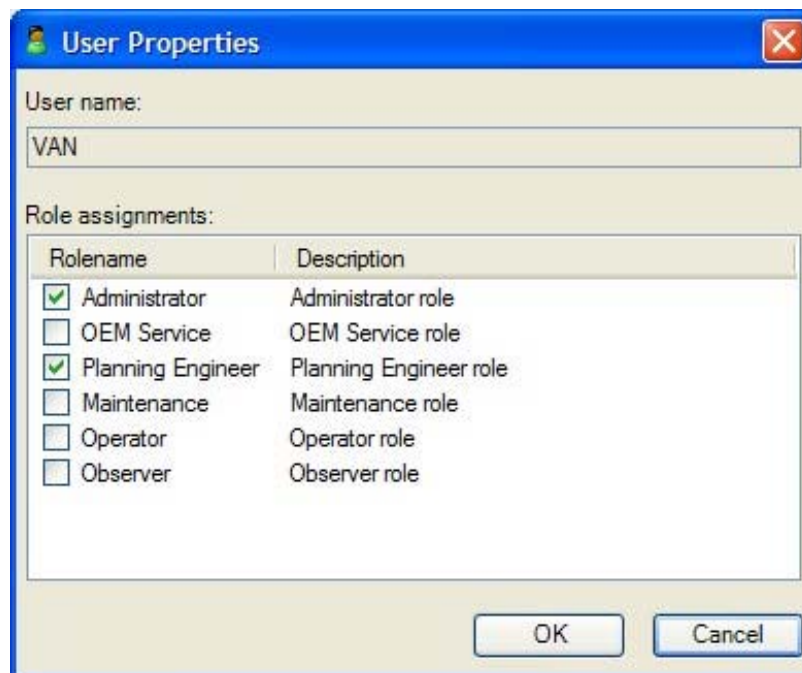 User Properties
User name:
VAN
Role assignments:
Rolename Description
Administrator Administrator role
OEM Service OEM Service role
Planning Engineer Planning Engineer role
Maintenance Maintenance role
Operator Operator role
Observer Observer role
OK Cancel